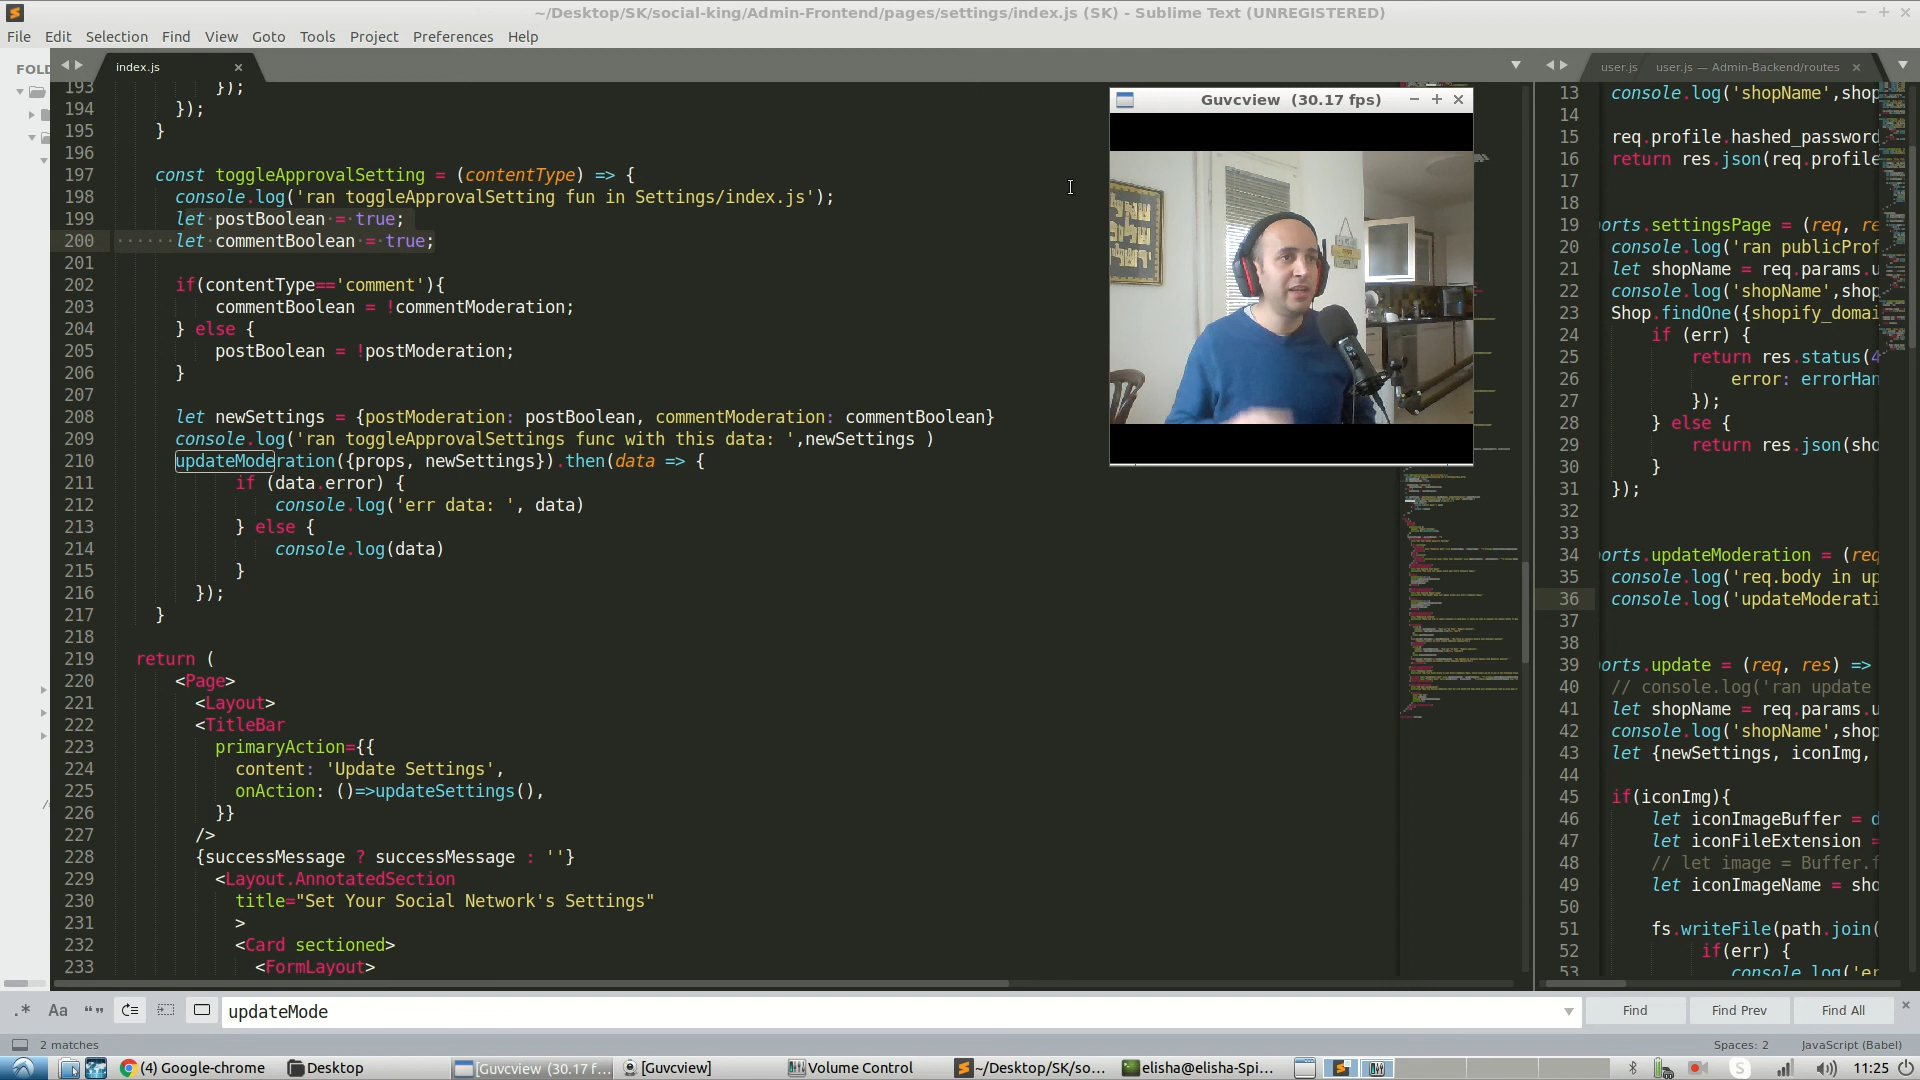 ~/Desktop/SK/social-king/Admin-Frontend/pages/settings/index.js (SK) - Sublime Text (UNREGISTERED)
File Edit Selection Find View Goto Tools Project Preferences Help
FOLD
index.js
193 });
194 });
195 }
196
197 const toggleApprovalSetting = (contentType) => {
198 console.log('ran toggleApprovalSetting fun in Settings/index.js');
199 let postBoolean = true;
200 let commentBoolean = true;
201
202 if(contentType=='comment'){
203 commentBoolean = !commentModeration;
204 } else {
205 postBoolean = !postModeration;
206 }
207
208 let newSettings = {postModeration: postBoolean, commentModeration: commentBoolean}
209 console.log('ran toggleApprovalSettings func with this data: ',newSettings )
210 updateModeration({props, newSettings}).then(data => {
211 if (data.error) {
212 console.log('err data: ', data)
213 } else {
214 console.log(data)
215 }
216 });
217 }
218
219 return (
220 <Page>
221 <Layout>
222 <TitleBar
223 primaryAction={{
224 content: 'Update Settings',
225 onAction: ()=>updateSettings(),
226 }}
227 />
228 {successMessage ? successMessage : ''}
229 <Layout.AnnotatedSection
230 title="Set Your Social Network's Settings"
231 >
232 <Card sectioned>
233 <FormLayout>
Guvcview (30.17 fps)
user.js user.js — Admin-Backend/routes
13 console.log('shopName',shop
14
15 req.profile.hashed_password
16 return res.json(req.profile
17
18
19 ports.settingsPage = (req, re
20 console.log('ran publicProf
21 let shopName = req.params.u
22 console.log('shopName',shop
23 Shop.findOne({shopify_domai
24 if (err) {
25 return res.status(4
26 error: errorHan
27 });
28 } else {
29 return res.json(sho
30 }
31 });
32
33
34 ports.updateModeration = (req
35 console.log('req.body in up
36 console.log('updateModerati
37
38
39 ports.update = (req, res) =>
40 // console.log('ran update
41 let shopName = req.params.u
42 console.log('shopName',shop
43 let {newSettings, iconImg,
44
45 if(iconImg){
46 let iconImageBuffer = d
47 let iconFileExtension =
48 // let image = Buffer.f
49 let iconImageName = sho
50
51 fs.writeFile(path.join(
52 if(err) {
53 console.log('er
updateMode
Find Find Prev Find All
2 matches
Spaces: 2 JavaScript (Babel)
(4) Google-chrome Desktop [Guvcview (30.17 f... [Guvcview] Volume Control ~/Desktop/SK/so... elisha@elisha-Spi... 11:25